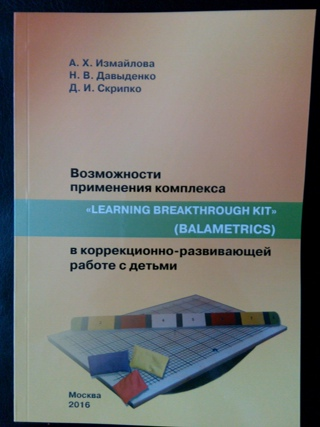 А. Х. Измайлова
Н. В. Давыденко
Д. И. Скрипко
Возможности
применения комплекса
«LEARNING BREAKTHROUGH KIT»
(BALAMETRICS)
в коррекционно-развивающей
работе с детьми
Москва
2016